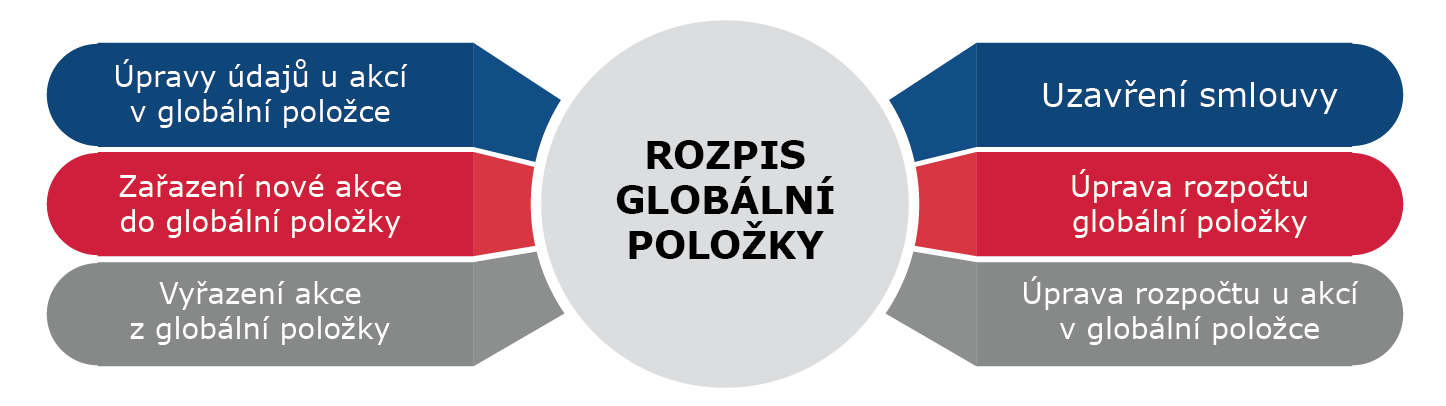 Úpravy údajů u akcí
v globální položce
Zařazení nové akce
do globální položky
Vyřazení akce
z globální položky
ROZPIS
GLOBÁLNÍ
POLOŽKY
Uzavření smlouvy
Úprava rozpočtu
globální položky
Úprava rozpočtu u akcí
v globální položce